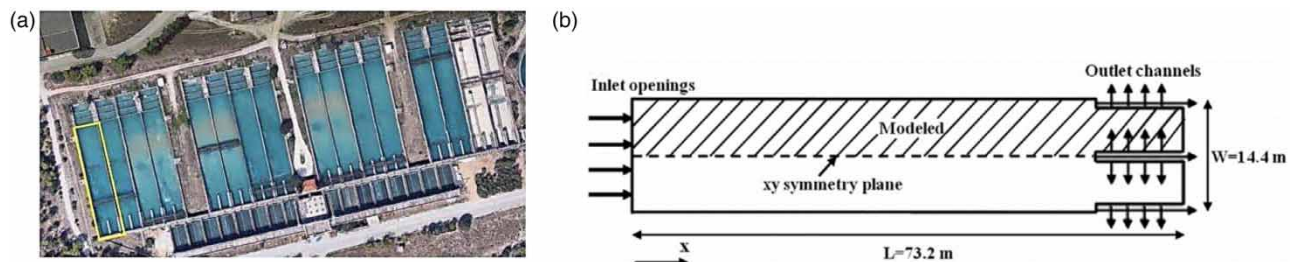 (a)
(b)
Inlet openings
Outlet channels
Modeled
W=14.4 m
xy symmetry plane
x
L=73.2 m